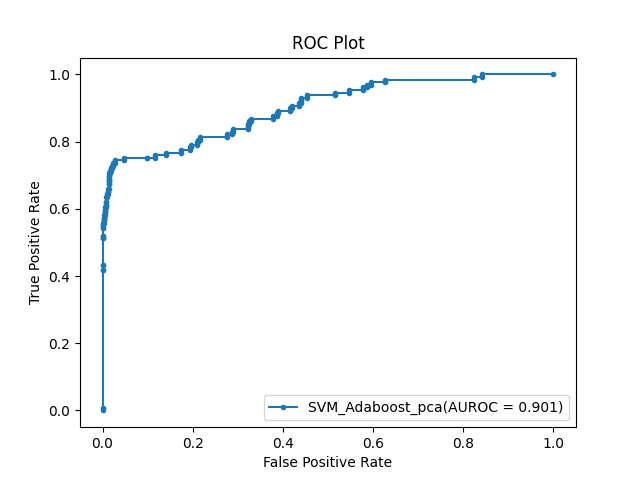 ROC Plot
1.0
0.8
0.6
0.4
0.2
0.0
True Positive Rate
SVM_Adaboost_pca(AUROC = 0.901)
0.0 0.2 0.4 0.6 0.8 1.0
False Positive Rate